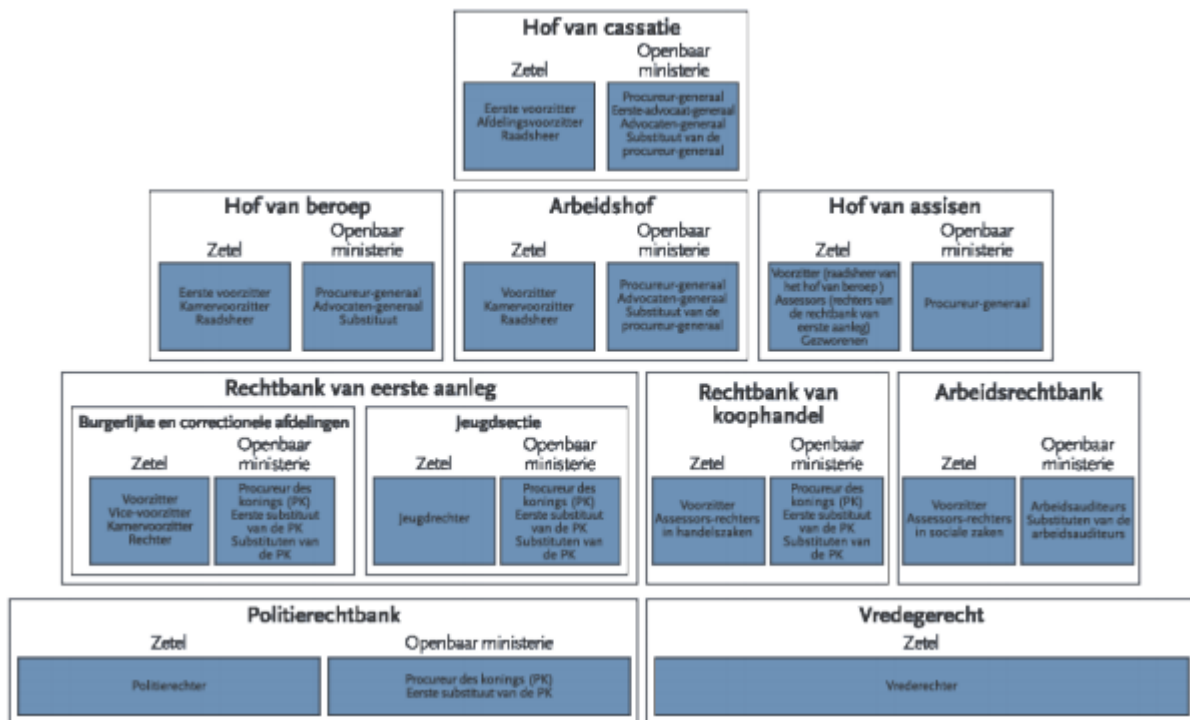 Hof van cassatie
Zetel
Openbaar
ministerie
Eerste voorzitter
Afdelingsvoorzitter
Raadsheer
Procureur-generaal
Eerste-advocaat-generaal
Advocaten-generaal
Substituut van de
procureur-generaal
Hof van beroep
Zetel
Openbaar
ministerie
Eerste voorzitter
Kamervoorzitter
Raadsheer
Procureur-generaal
Advocaten-generaal
Substituut
Arbeidshof
Zetel
Openbaar
ministerie
Voorzitter
Kamervoorzitter
Raadsheer
Procureur-generaal
Advocaten-generaal
Substituut van de
procureur-generaal
Hof van assisen
Zetel
Openbaar
ministerie
Voorzitter (raadsheer van
het hof van beroep )
Assessors (rechters van
de rechtbank van
eerste aanleg)
Gezworenen
Procureur-generaal
Rechtbank van eerste aanleg
Burgerlijke en correctionele afdelingen
Zetel
Openbaar
ministerie
Voorzitter
Vice-voorzitter
Kamervoorzitter
Rechter
Procureur des
konings (PK)
Eerste substituut
van de PK
Substituten van
de PK
Jeugdsectie
Zetel
Openbaar
ministerie
Jeugdrechter
Procureur des
konings (PK)
Eerste substituut
van de PK
Substituten van
de PK
Rechtbank van
koophandel
Zetel
Openbaar
ministerie
Voorzitter
Assessors-rechters
in handelszaken
Procureur des
konings (PK)
Eerste substituut
van de PK
Substituten van
de PK
Arbeidsrechtbank
Zetel
Openbaar
ministerie
Voorzitter
Assessors-rechters
in sociale zaken
Arbeidsauditeurs
Substituten van de
arbeidsauditeurs
Politierechtbank
Zetel
Openbaar ministerie
Politierechter
Procureur des konings (PK)
Eerste substituut van de PK
Vredegerecht
Zetel
Vrederechter